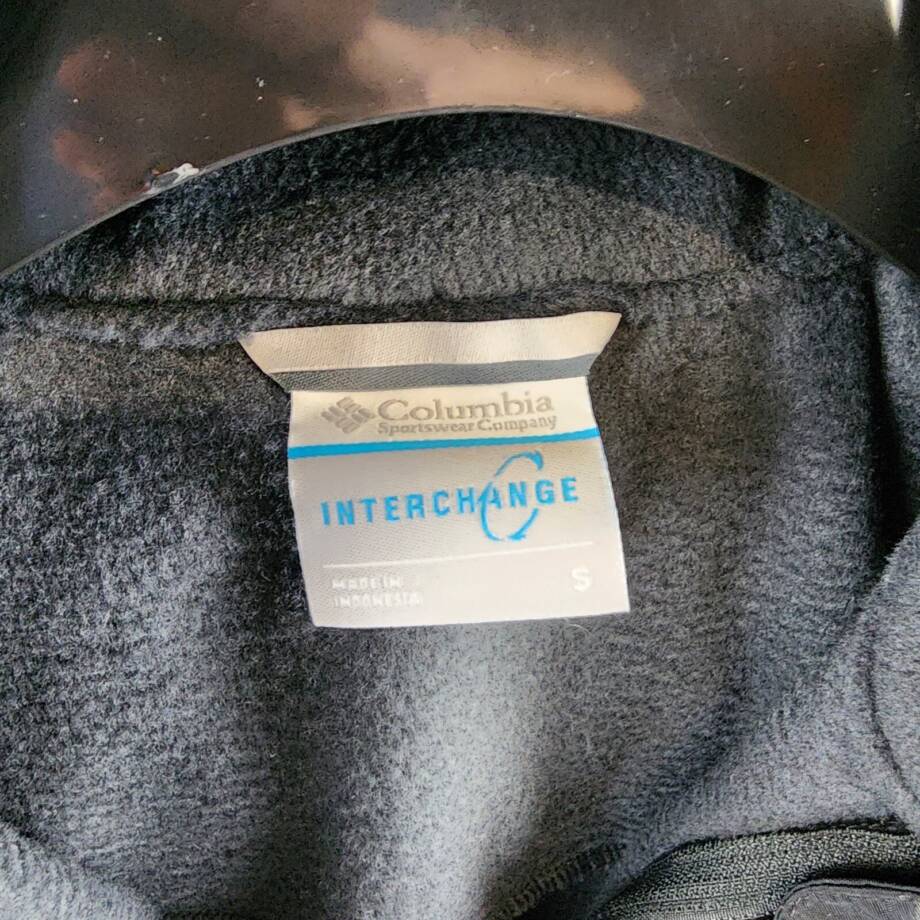 Columbia
Sportswear Company
INTERCHANGE
MADE IN
INDONESIA
S